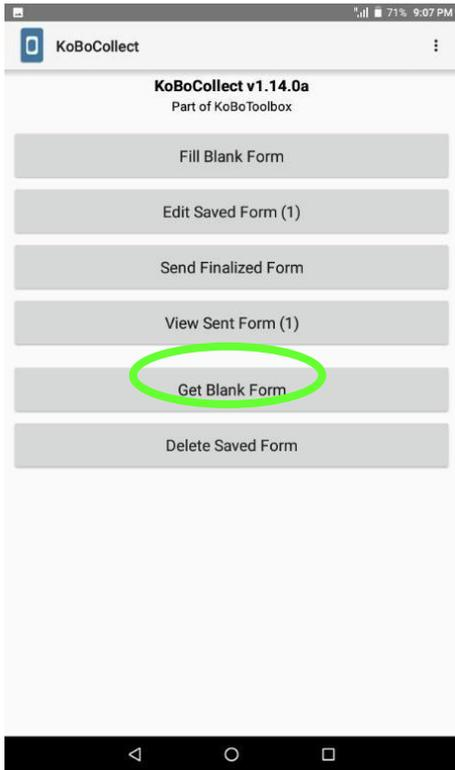 71% 9:07 PM
KoBoCollect
KoBoCollect v1.14.0a
Part of KoBoToolbox
Fill Blank Form
Edit Saved Form (1)
Send Finalized Form
View Sent Form (1)
Get Blank Form
Delete Saved Form